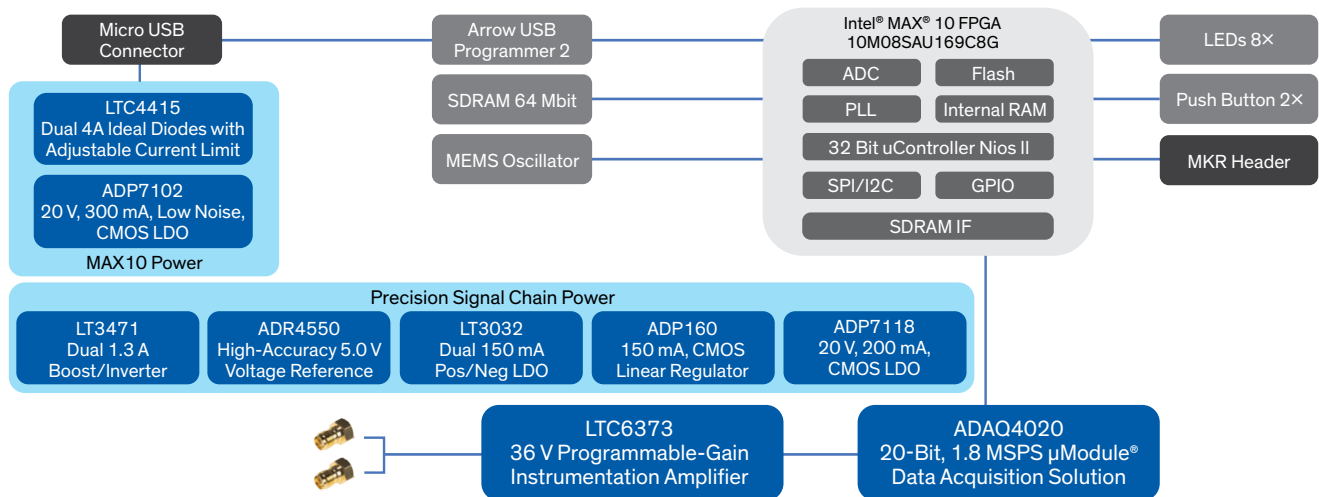 Micro USB
Connector
Arrow USB
Programmer 2
Intel® MAX® 10 FPGA
10M08SAU169C8G
LEDs 8×
ADC
Flash
LTC4415
Dual 4A Ideal Diodes with
Adjustable Current Limit
SDRAM 64 Mbit
PLL
Internal RAM
Push Button 2×
MEMS Oscillator
32 Bit uController Nios II
MKR Header
ADP7102
20 V, 300 mA, Low Noise,
CMOS LDO
SPI/I2C
GPIO
SDRAM IF
MAX10 Power
Precision Signal Chain Power
LT3471
Dual 1.3 A
Boost/Inverter
ADR4550
High-Accuracy 5.0 V
Voltage Reference
LT3032
Dual 150 mA
Pos/Neg LDO
ADP160
150 mA, CMOS
Linear Regulator
ADP7118
20 V, 200 mA,
CMOS LDO
LTC6373
36 V Programmable-Gain
Instrumentation Amplifier
ADAQ4020
20-Bit, 1.8 MSPS µModule®
Data Acquisition Solution